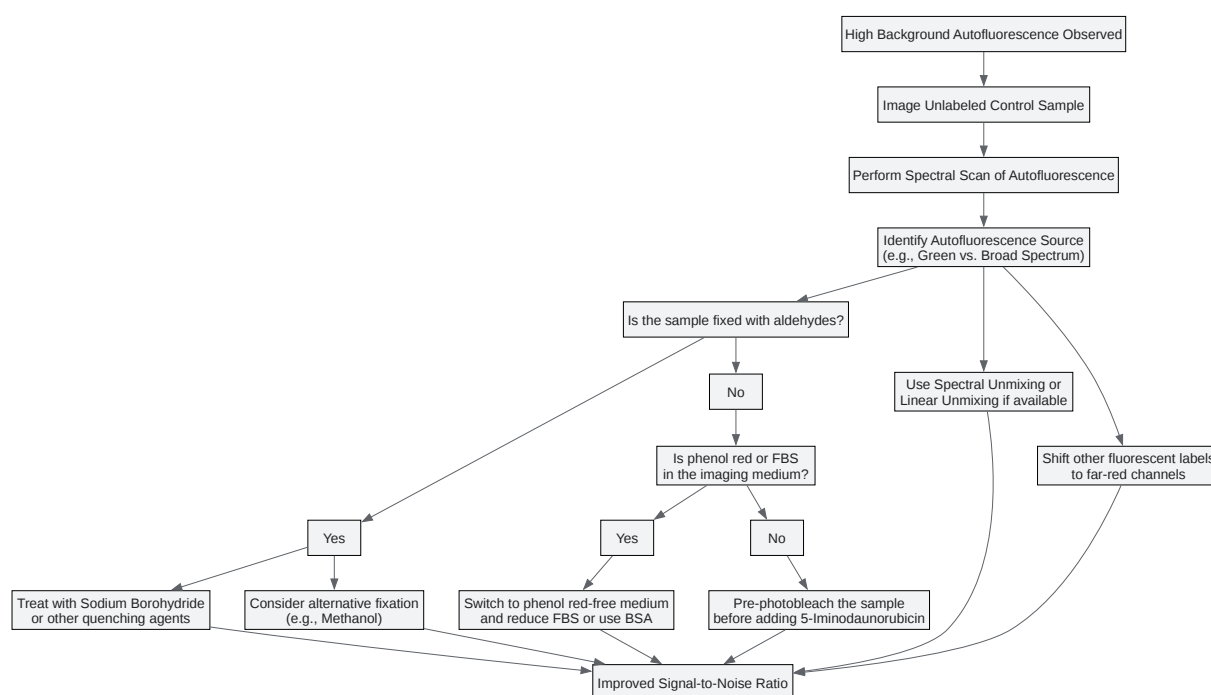 High Background Autofluorescence Observed
Image Unlabeled Control Sample
Perform Spectral Scan of Autofluorescence
Identify Autofluorescence Source
(e.g., Green vs. Broad Spectrum)
Is the sample fixed with aldehydes?
No
Use Spectral Unmixing or
Linear Unmixing if available
Is phenol red or FBS
in the imaging medium?
Shift other fluorescent labels
to far-red channels
Yes
Yes
No
Treat with Sodium Borohydride
or other quenching agents
Consider alternative fixation
(e.g., Methanol)
Switch to phenol red-free medium
and reduce FBS or use BSA
Pre-photobleach the sample
before adding 5-Iminodaunorubicin
Improved Signal-to-Noise Ratio